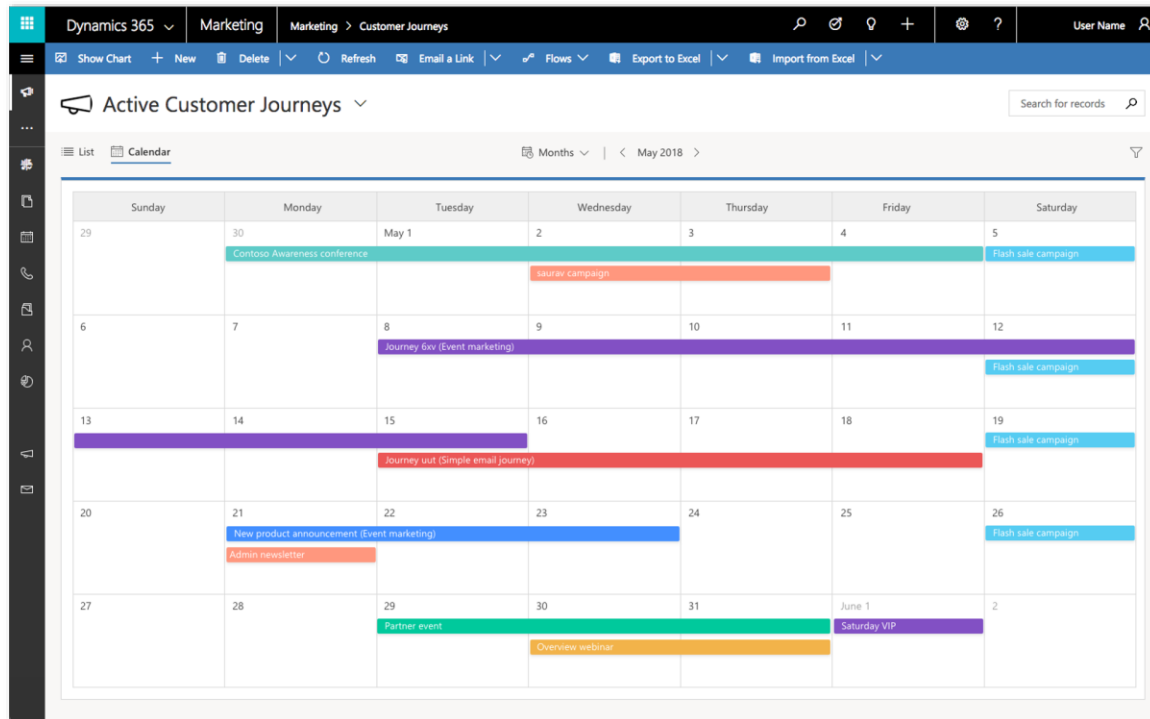 Dynamics 365 Marketing Marketing > Customer Journeys ? User Name
Show Chart New Delete Refresh Email a Link Flows Export to Excel Import from Excel
Active Customer Journeys Search for records
List Calendar Months | < May 2018 >
Sunday Monday Tuesday Wednesday Thursday Friday Saturday
29 30 May 1 2 3 4 5
Contoso Awareness conference Flash sale campaign
saurav campaign
6 7 8 9 10 11 12
Journey 6xv (Event marketing)
Flash sale campaign
13 14 15 16 17 18 19
Flash sale campaign
Journey uut (Simple email journey)
20 21 22 23 24 25 26
New product announcement (Event marketing) Flash sale campaign
Admin newsletter
27 28 29 30 31 June 1 2
Partner event Saturday VIP
Overview webinar